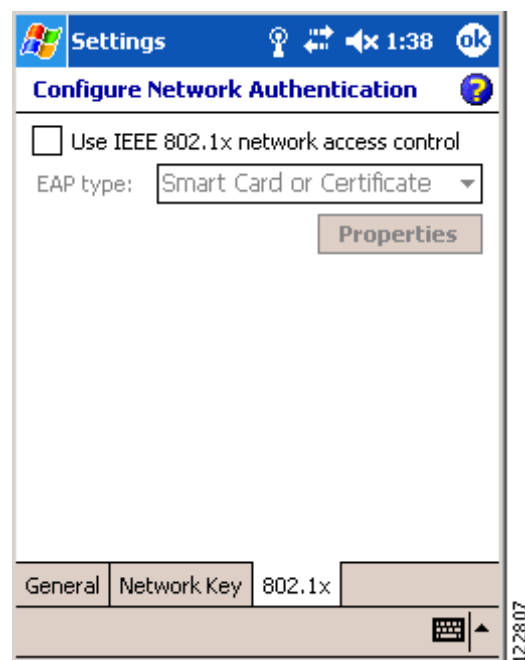 Settings 1:38 ok
Configure Network Authentication ?
Use IEEE 802.1x network access control
EAP type: Smart Card or Certificate
Properties
General Network Key 802.1x
122807